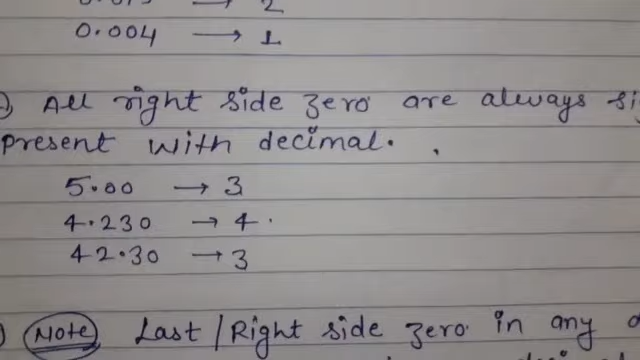 0.004 → 1
All right side zero are always
present with decimal.
5.00 → 3
4.230 → 4
42.30 → 3
Note Last/Right side zero in any